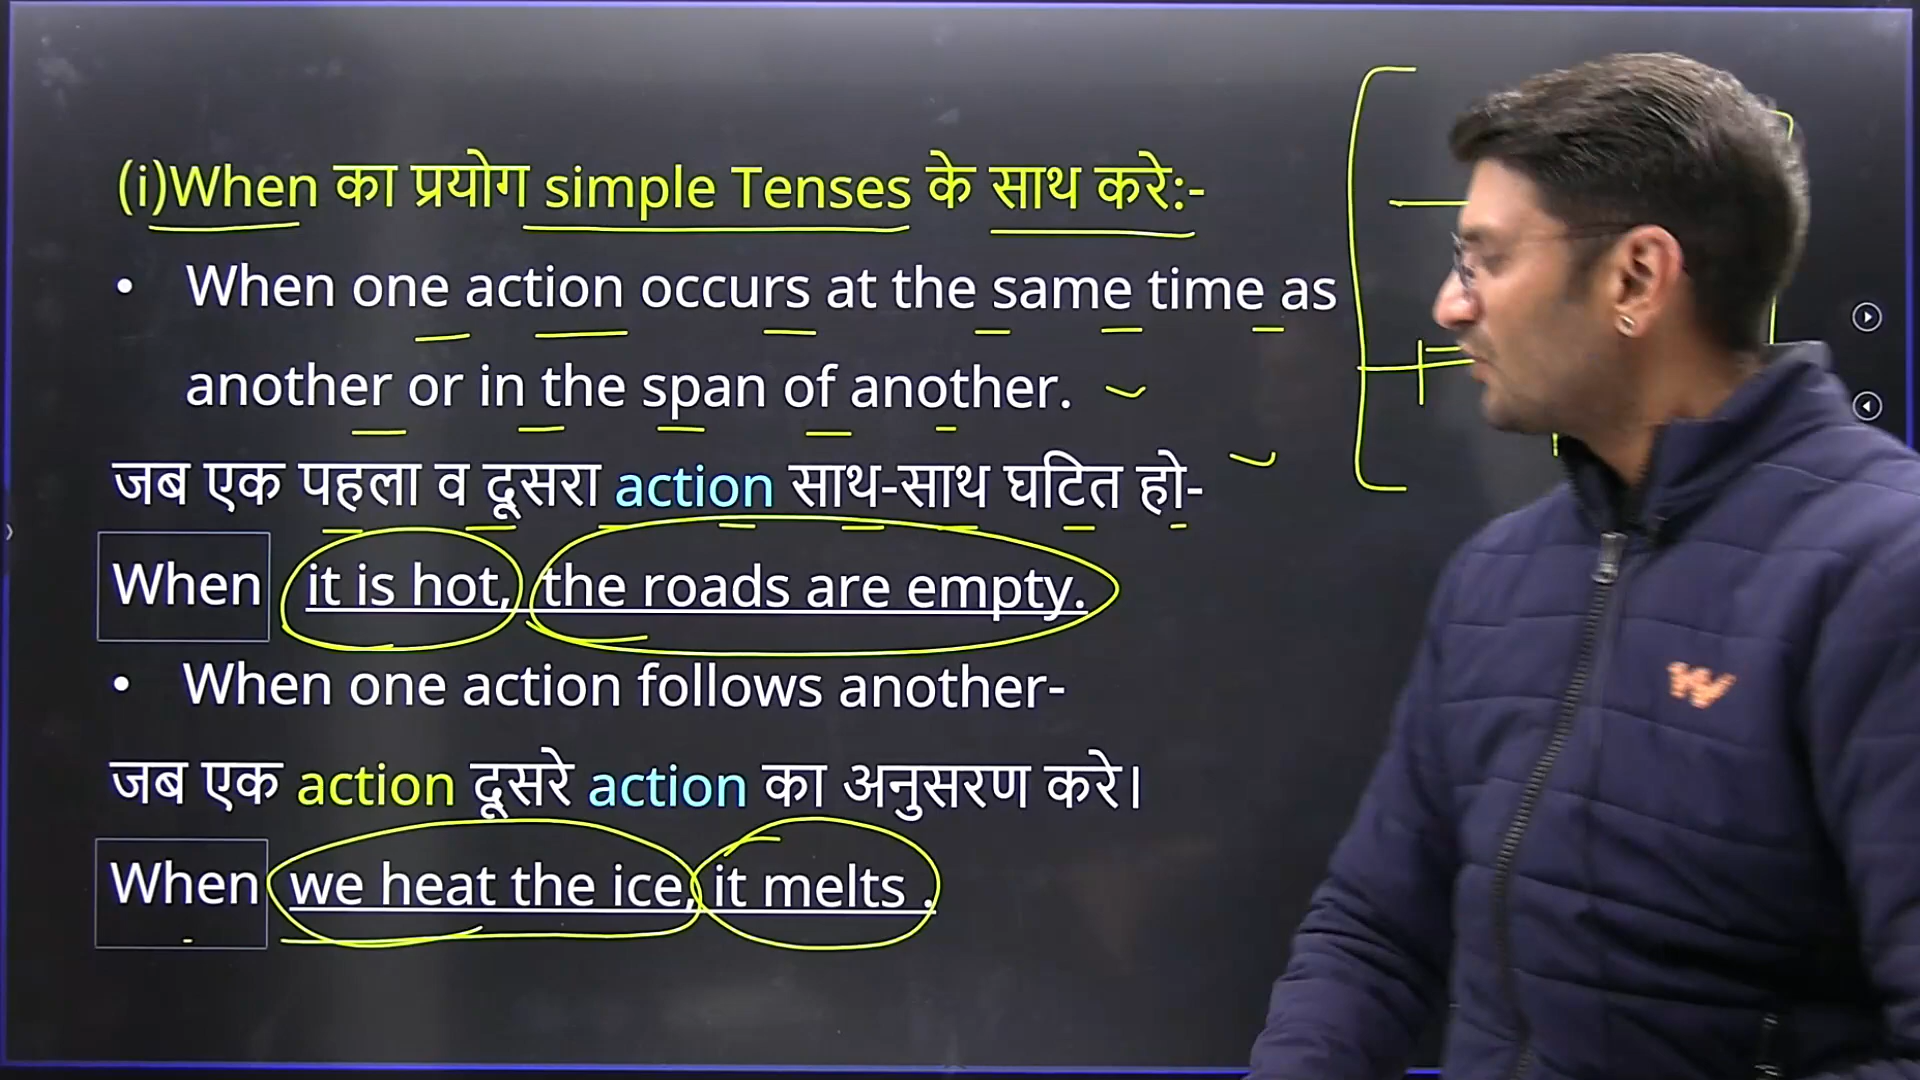 (i)When का प्रयोग simple Tenses के साथ करे:-
• When one action occurs at the same time as
another or in the span of another.
जब एक पहला व दूसरा action साथ-साथ घटित हो-
When it is hot, the roads are empty.
• When one action follows another-
जब एक action दूसरे action का अनुसरण करे।
When we heat the ice, it melts .
W